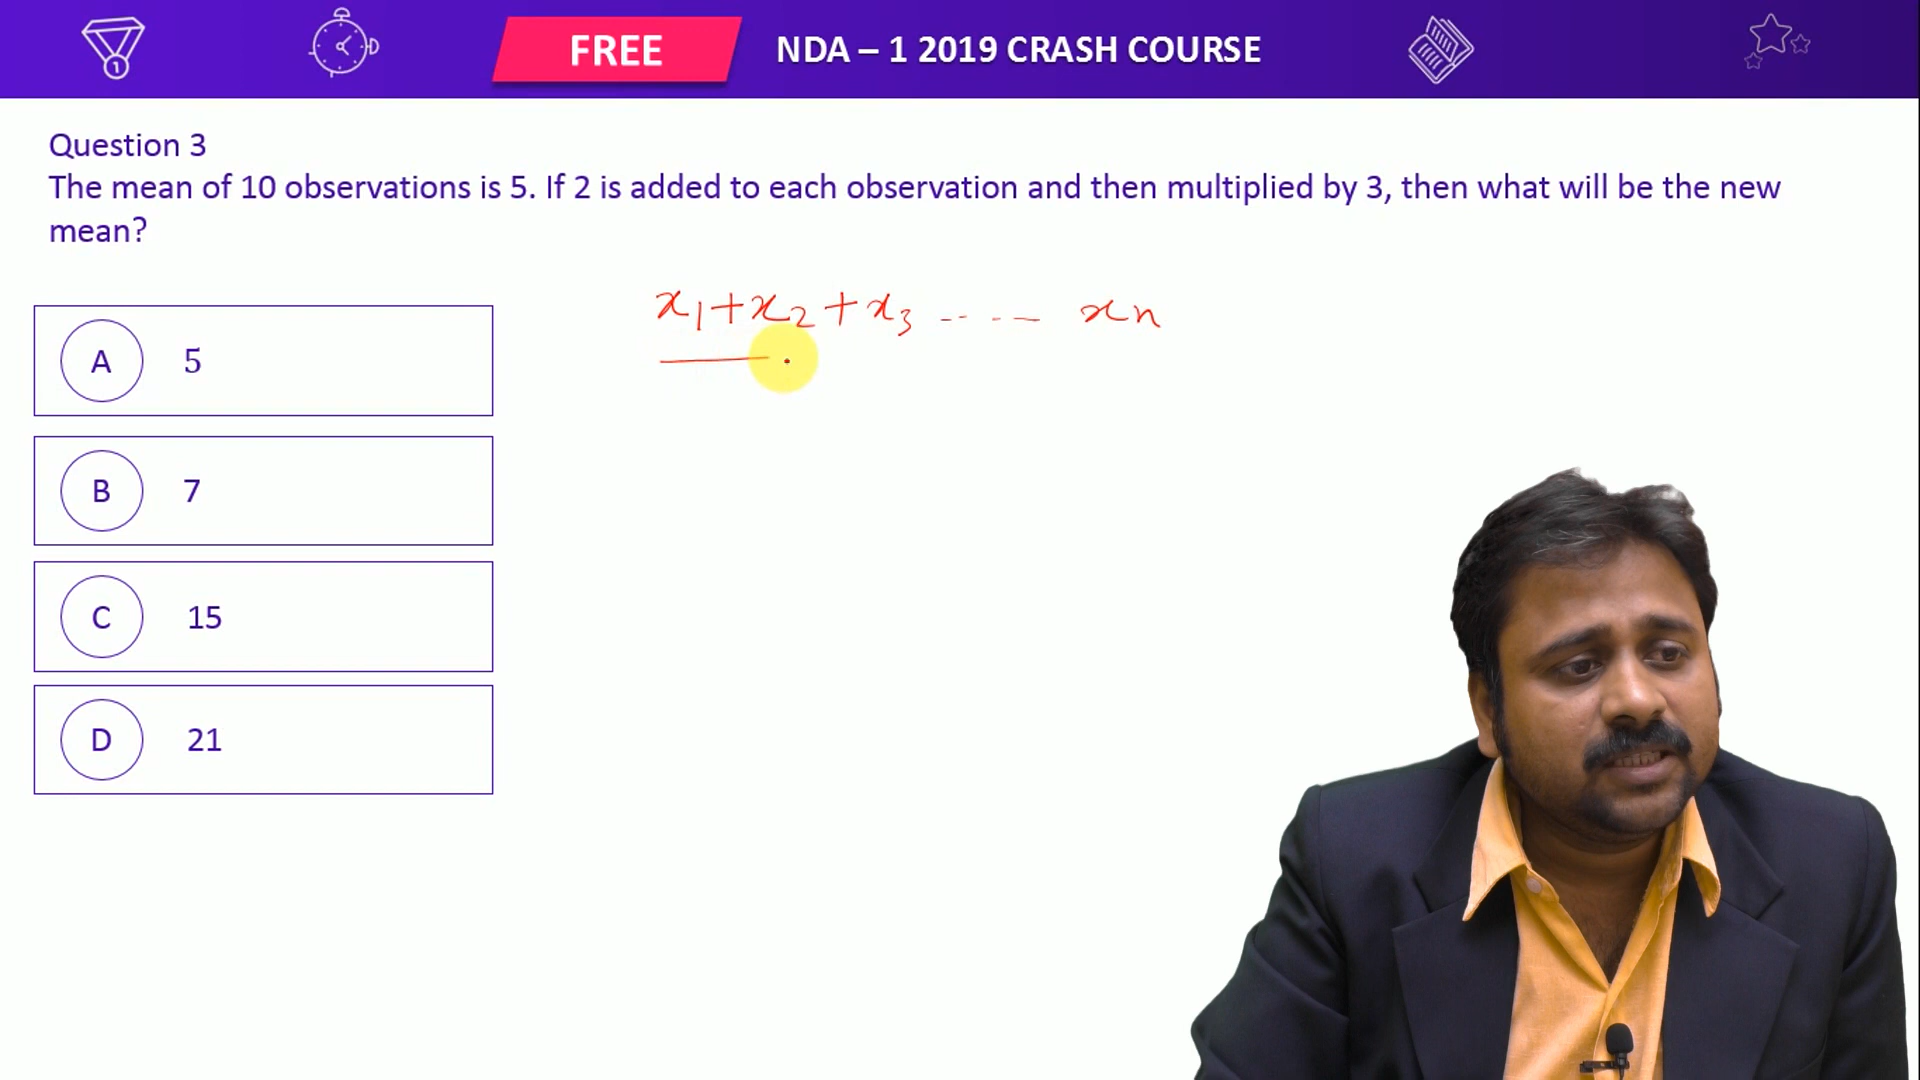 FREE NDA – 1 2019 CRASH COURSE
Question 3
The mean of 10 observations is 5. If 2 is added to each observation and then multiplied by 3, then what will be the new
mean?
x₁+x₂+x₃ ..... xn
A 5
B 7
C 15
D 21